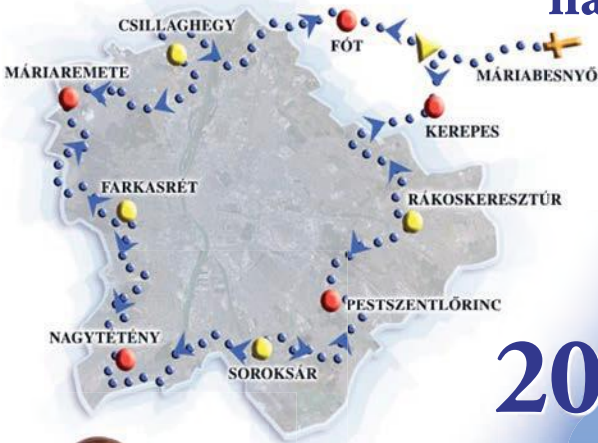 CSILLAGHEGY
FÓT
MÁRIABESNYŐ
MÁRIAREMETE
KEREPES
FARKASRÉT
RÁKOSKERESZTÚR
PESTSZENTLŐRINC
NAGYTÉTÉNY
SOROKSÁR
20